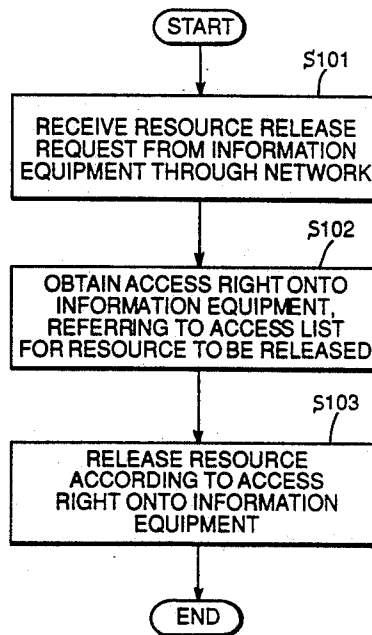 START
S101
RECEIVE RESOURCE RELEASE
REQUEST FROM INFORMATION
EQUIPMENT THROUGH NETWORK
S102
OBTAIN ACCESS RIGHT ONTO
INFORMATION EQUIPMENT,
REFERRING TO ACCESS LIST
FOR RESOURCE TO BE RELEASED
S103
RELEASE RESOURCE
ACCORDING TO ACCESS
RIGHT ONTO INFORMATION
EQUIPMENT
END